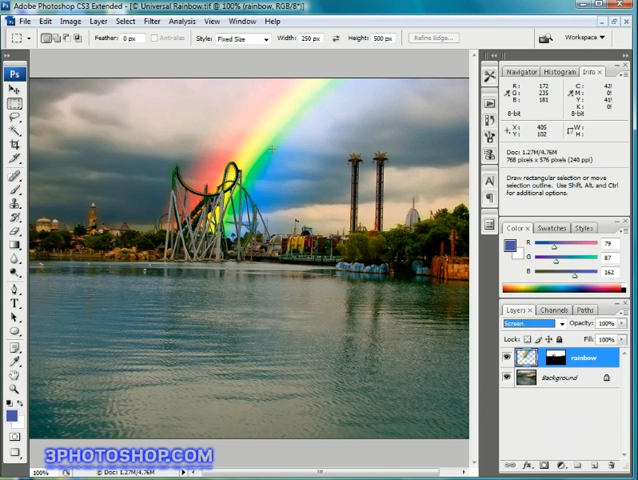 Adobe Photoshop CS3 Extended - [© Universal Rainbow.tif @ 100% (rainbow, RGB/8*)]
File Edit Image Layer Select Filter Analysis View Window Help
Feather: 0 px Anti-alias Style: Fixed Size Width: 250 px Height: 500 px Refine Edge... Workspace
Ps
Navigator Histogram Info
R: 172 C: 42!
G: 235 M: 0!
B: 181 Y: 
K: 0!
8-bit 8-bit
X: 405 W:
Y: 102 H:
Doc: 1.27M/4.76M
768 pixels x 576 pixels (240 ppi)
Draw rectangular selection or move
selection outline. Use Shift, Alt, and Ctrl
for additional options.
Color Swatches Styles
R 79
G 87
B 162
Layers Channels Paths
Screen Opacity: 100%
Lock: Fill: 100%
rainbow
Background
3PHOTOSHOP.COM
100% Doc: 1.27M/4.76M